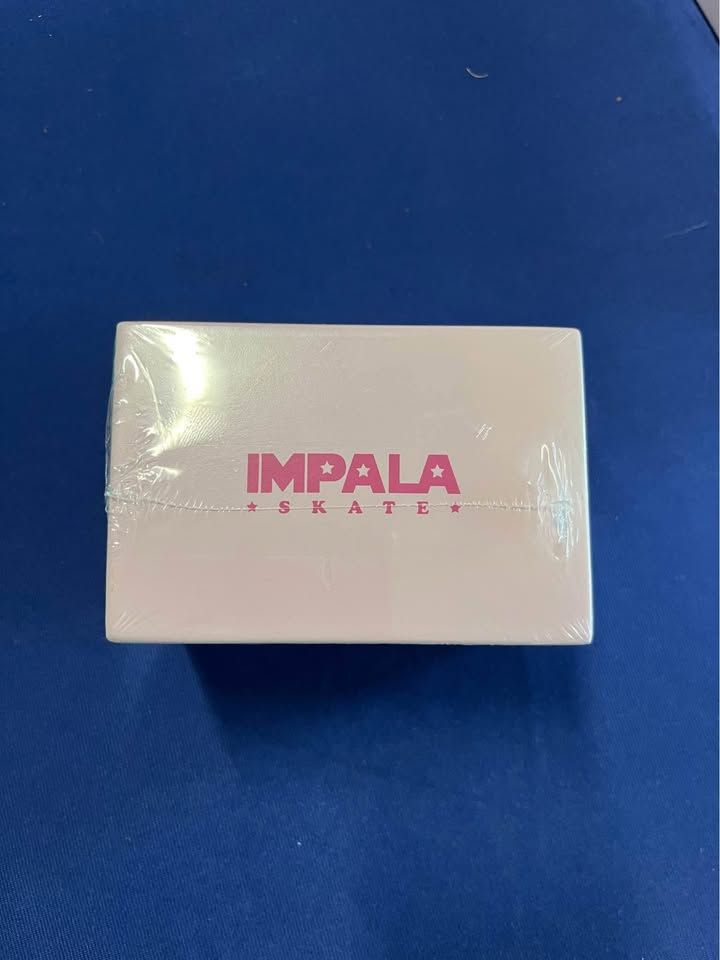 IMPALA
★ SKATE ★